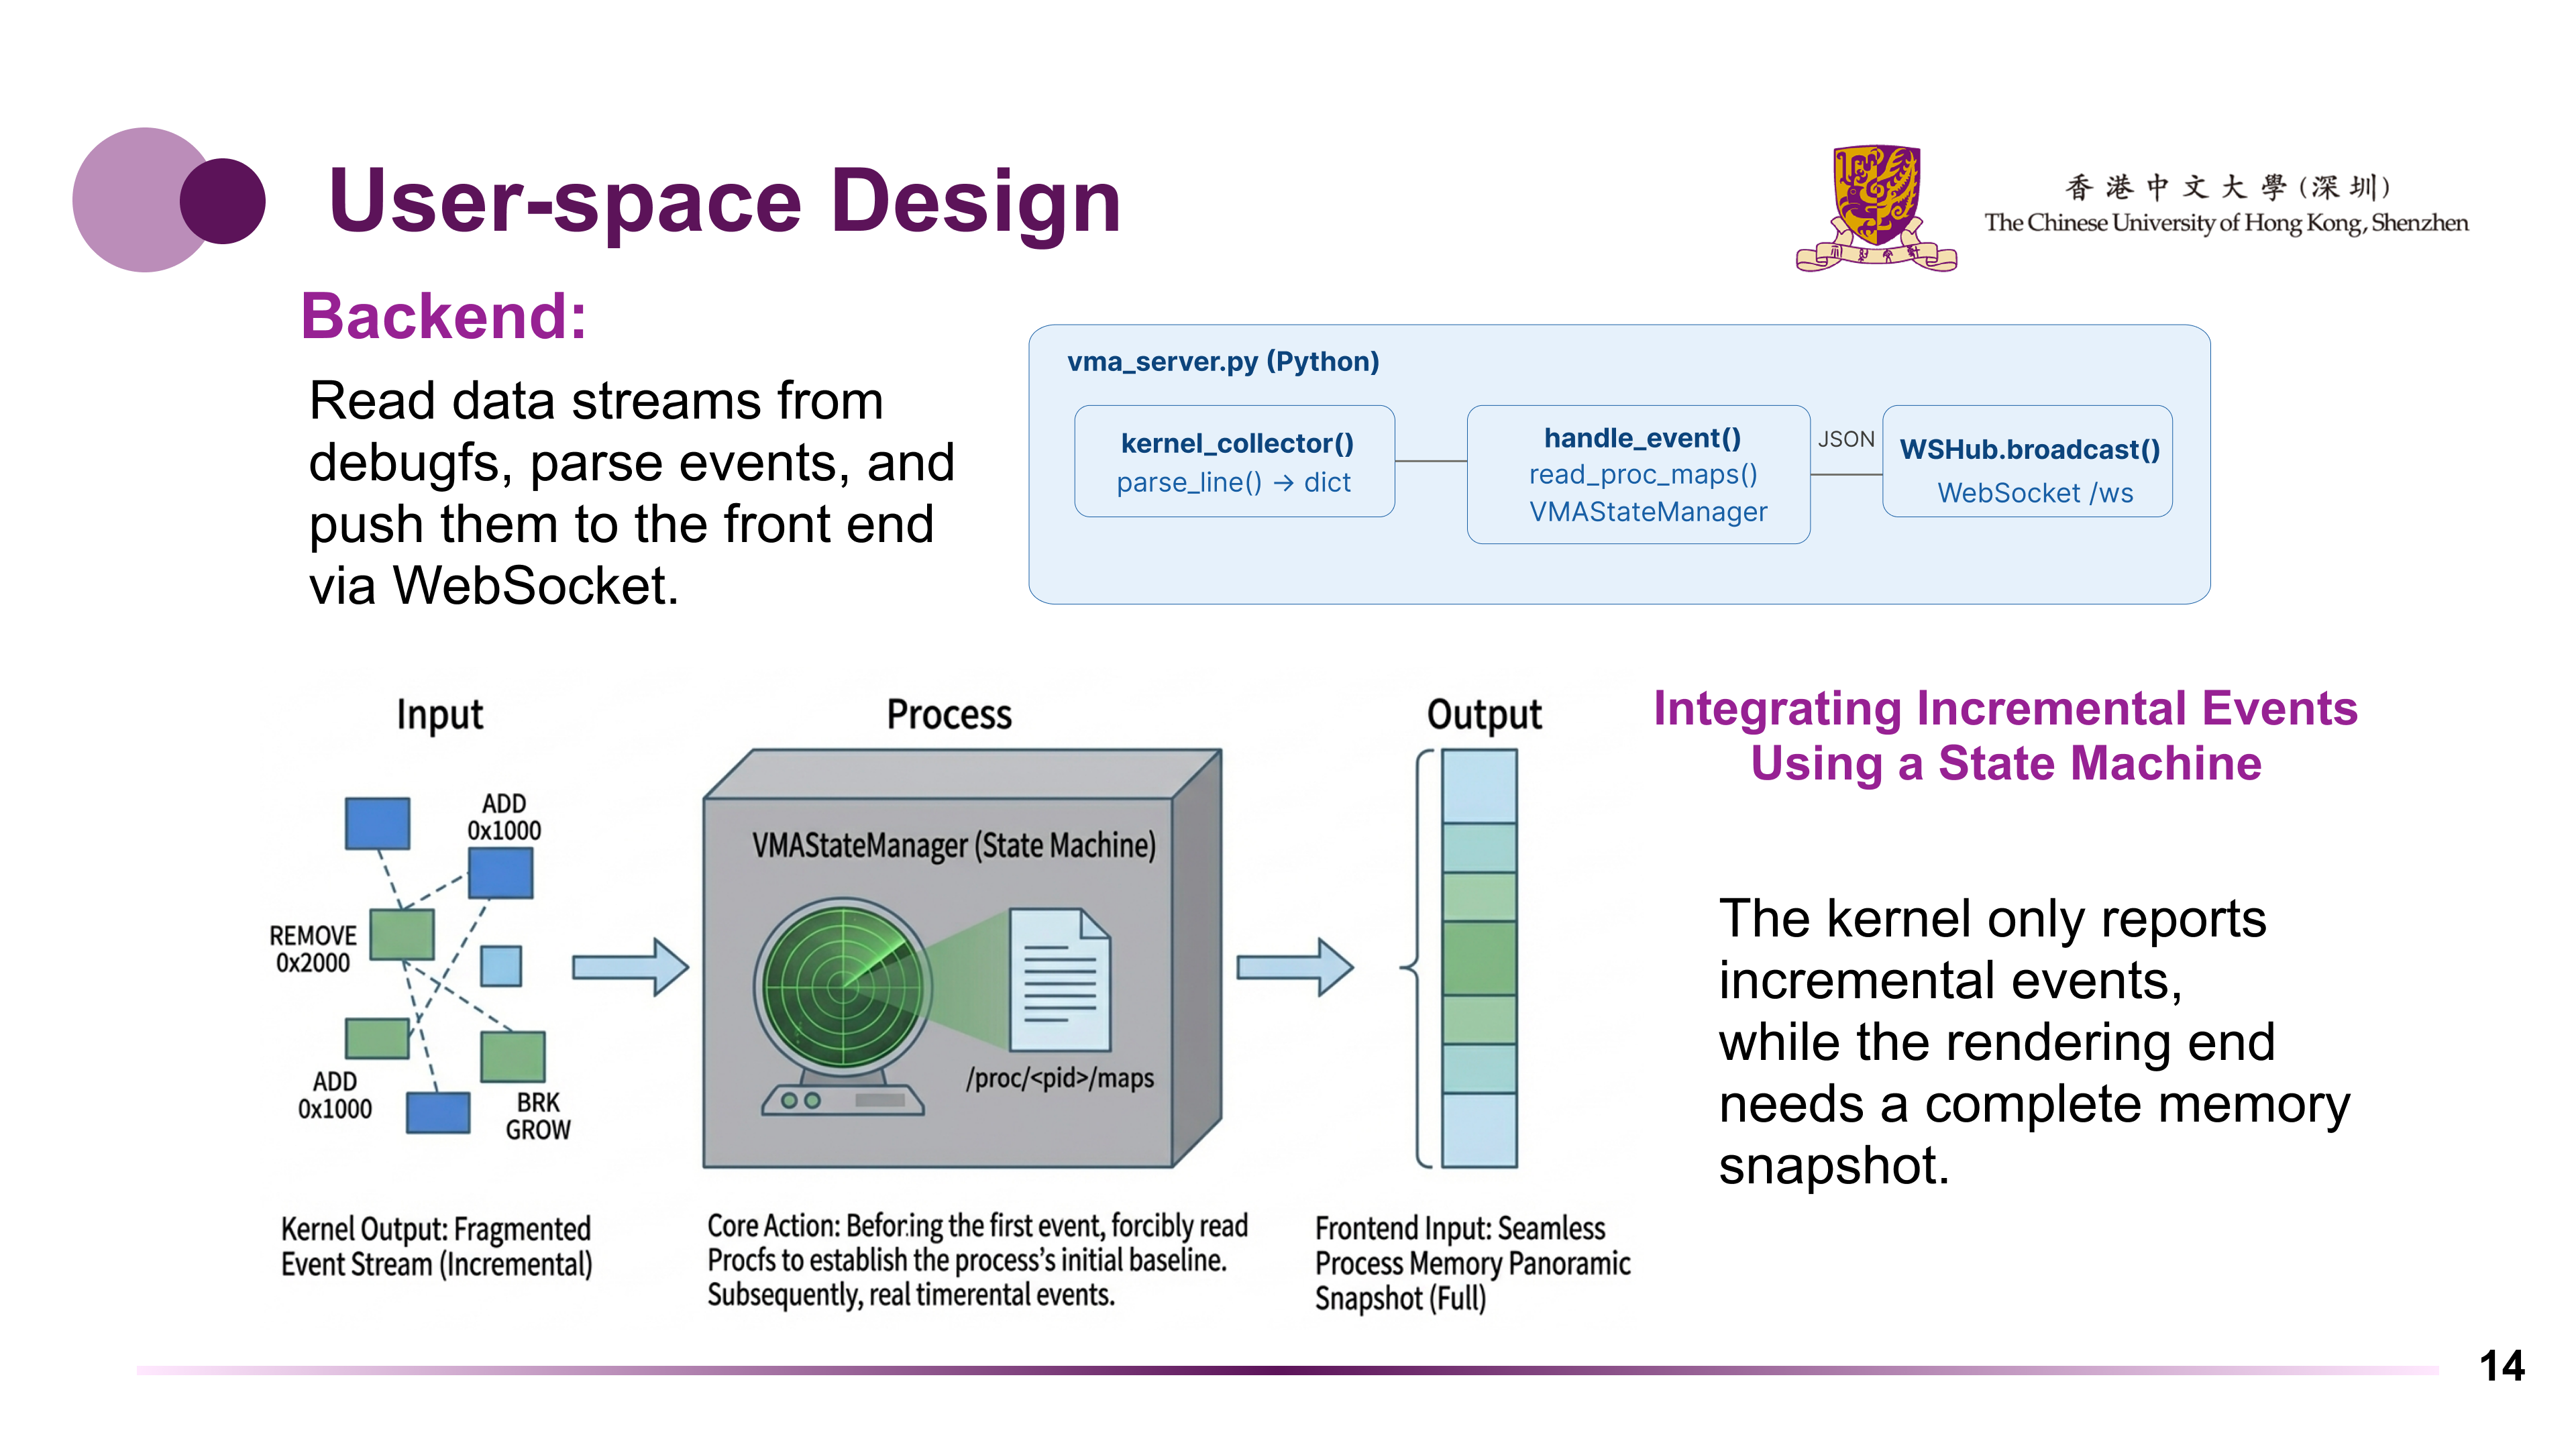 User-space Design
香港中文大學(深圳)
The Chinese University of Hong Kong, Shenzhen
Backend:
Read data streams from
debugfs, parse events, and
push them to the front end
via WebSocket.
vma_server.py (Python)
kernel_collector()
parse_line() → dict
handle_event()
read_proc_maps()
VMAStateManager
JSON
WSHub.broadcast()
WebSocket /ws
Input
ADD
0x1000
REMOVE
0x2000
ADD
0x1000
BRK
GROW
Kernel Output: Fragmented
Event Stream (Incremental)
Process
VMAStateManager (State Machine)
/proc/<pid>/maps
Core Action: Beforing the first event, forcibly read
Procfs to establish the process's initial baseline.
Subsequently, real timerental events.
Output
Frontend Input: Seamless
Process Memory Panoramic
Snapshot (Full)
Integrating Incremental Events
Using a State Machine
The kernel only reports
incremental events,
while the rendering end
needs a complete memory
snapshot.
14